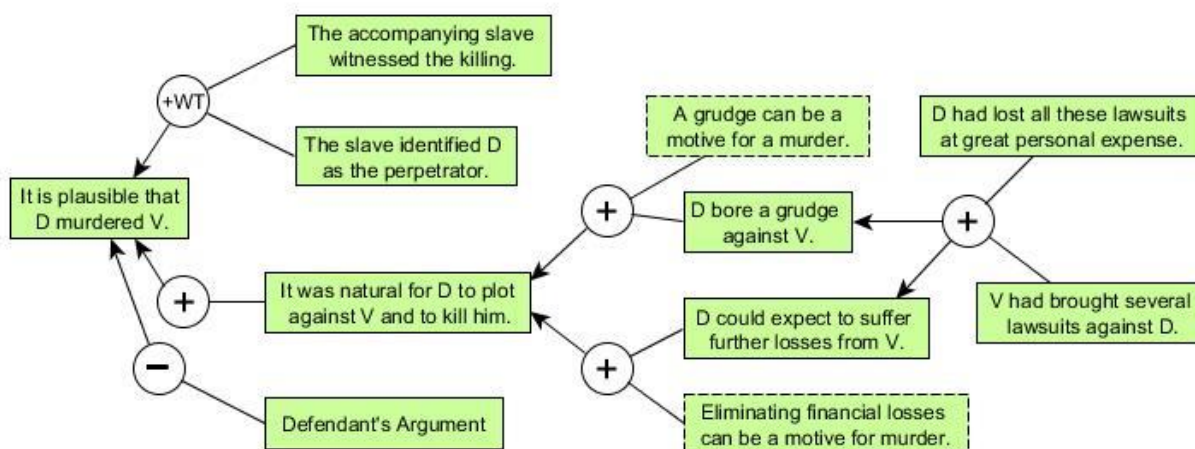 The accompanying slave
witnessed the killing.
+WT
The slave identified D
as the perpetrator.
It is plausible that
D murdered V.
A grudge can be a
motive for a murder.
D had lost all these lawsuits
at great personal expense.
+
D bore a grudge
against V.
+
+
It was natural for D to plot
against V and to kill him.
V had brought several
lawsuits against D.
D could expect to suffer
further losses from V.
+
−
Defendant's Argument
Eliminating financial losses
can be a motive for murder.